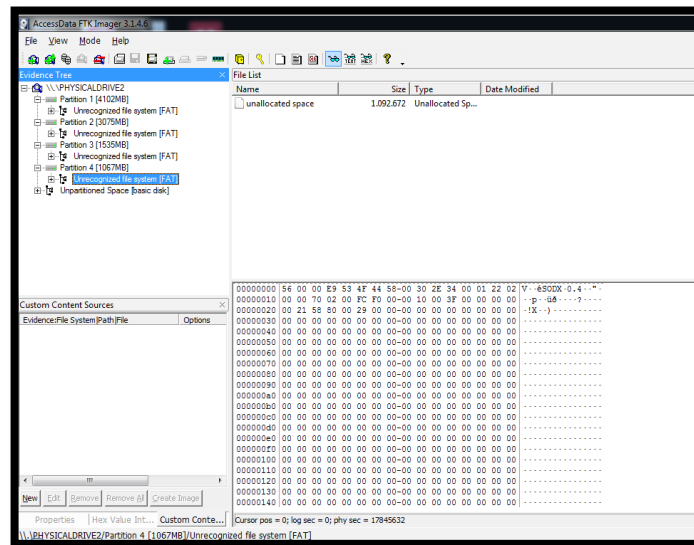 AccessData FTK Imager 3.1.4.6
File View Mode Help
Evidence Tree
\\.\PHYSICALDRIVE2
Partition 1 [4102MB]
Unrecognized file system [FAT]
Partition 2 [3075MB]
Unrecognized file system [FAT]
Partition 3 [1535MB]
Unrecognized file system [FAT]
Partition 4 [1067MB]
Unrecognized file system [FAT]
Unpartitioned Space [basic disk]
File List
Name Size Type Date Modified
unallocated space 1.092.672 Unallocated Sp...
Custom Content Sources
Evidence:File System|Path|File Options
New Edit Remove Remove All Create Image
Properties Hex Value Int... Custom Conte...
00000000 56 00 00 E9 53 4F 44 58-00 30 2E 34 00 01 22 02 V··éSODX·0.4··"·
00000010 00 00 70 02 00 FC F0 00-00 10 00 3F 00 00 00 00 ··p··üð····?····
00000020 00 21 58 80 00 29 00 00-00 00 00 00 00 00 00 00 ·!X··)··········
00000030 00 00 00 00 00 00 00 00-00 00 00 00 00 00 00 00 ················
00000040 00 00 00 00 00 00 00 00-00 00 00 00 00 00 00 00 ················
00000050 00 00 00 00 00 00 00 00-00 00 00 00 00 00 00 00 ················
00000060 00 00 00 00 00 00 00 00-00 00 00 00 00 00 00 00 ················
00000070 00 00 00 00 00 00 00 00-00 00 00 00 00 00 00 00 ················
00000080 00 00 00 00 00 00 00 00-00 00 00 00 00 00 00 00 ················
00000090 00 00 00 00 00 00 00 00-00 00 00 00 00 00 00 00 ················
000000a0 00 00 00 00 00 00 00 00-00 00 00 00 00 00 00 00 ················
000000b0 00 00 00 00 00 00 00 00-00 00 00 00 00 00 00 00 ················
000000c0 00 00 00 00 00 00 00 00-00 00 00 00 00 00 00 00 ················
000000d0 00 00 00 00 00 00 00 00-00 00 00 00 00 00 00 00 ················
000000e0 00 00 00 00 00 00 00 00-00 00 00 00 00 00 00 00 ················
000000f0 00 00 00 00 00 00 00 00-00 00 00 00 00 00 00 00 ················
00000100 00 00 00 00 00 00 00 00-00 00 00 00 00 00 00 00 ················
00000110 00 00 00 00 00 00 00 00-00 00 00 00 00 00 00 00 ················
00000120 00 00 00 00 00 00 00 00-00 00 00 00 00 00 00 00 ················
00000130 00 00 00 00 00 00 00 00-00 00 00 00 00 00 00 00 ················
00000140 00 00 00 00 00 00 00 00-00 00 00 00 00 00 00 00 ················
Cursor pos = 0; log sec = 0; phy sec = 17845632
\\.\PHYSICALDRIVE2/Partition 4 [1067MB]/Unrecognized file system [FAT]